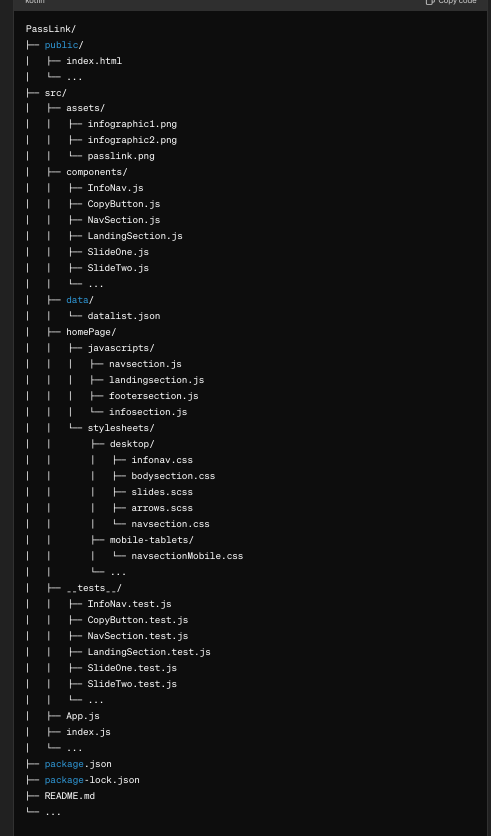 kotlin Copy code
PassLink/
├── public/
│   ├── index.html
│   └── ...
├── src/
│   ├── assets/
│   │   ├── infographic1.png
│   │   ├── infographic2.png
│   │   └── passlink.png
│   ├── components/
│   │   ├── InfoNav.js
│   │   ├── CopyButton.js
│   │   ├── NavSection.js
│   │   ├── LandingSection.js
│   │   ├── SlideOne.js
│   │   ├── SlideTwo.js
│   │   └── ...
│   ├── data/
│   │   └── datalist.json
│   ├── homePage/
│   │   ├── javascripts/
│   │   │   ├── navsection.js
│   │   │   ├── landingsection.js
│   │   │   ├── footersection.js
│   │   │   └── infosection.js
│   │   └── stylesheets/
│   │       ├── desktop/
│   │       │   ├── infonav.css
│   │       │   ├── bodysection.css
│   │       │   ├── slides.scss
│   │       │   ├── arrows.scss
│   │       │   └── navsection.css
│   │       ├── mobile-tablets/
│   │       │   └── navsectionMobile.css
│   │       └── ...
│   ├── __tests__/
│   │   ├── InfoNav.test.js
│   │   ├── CopyButton.test.js
│   │   ├── NavSection.test.js
│   │   ├── LandingSection.test.js
│   │   ├── SlideOne.test.js
│   │   ├── SlideTwo.test.js
│   │   └── ...
│   ├── App.js
│   ├── index.js
│   └── ...
├── package.json
├── package-lock.json
├── README.md
└── ...